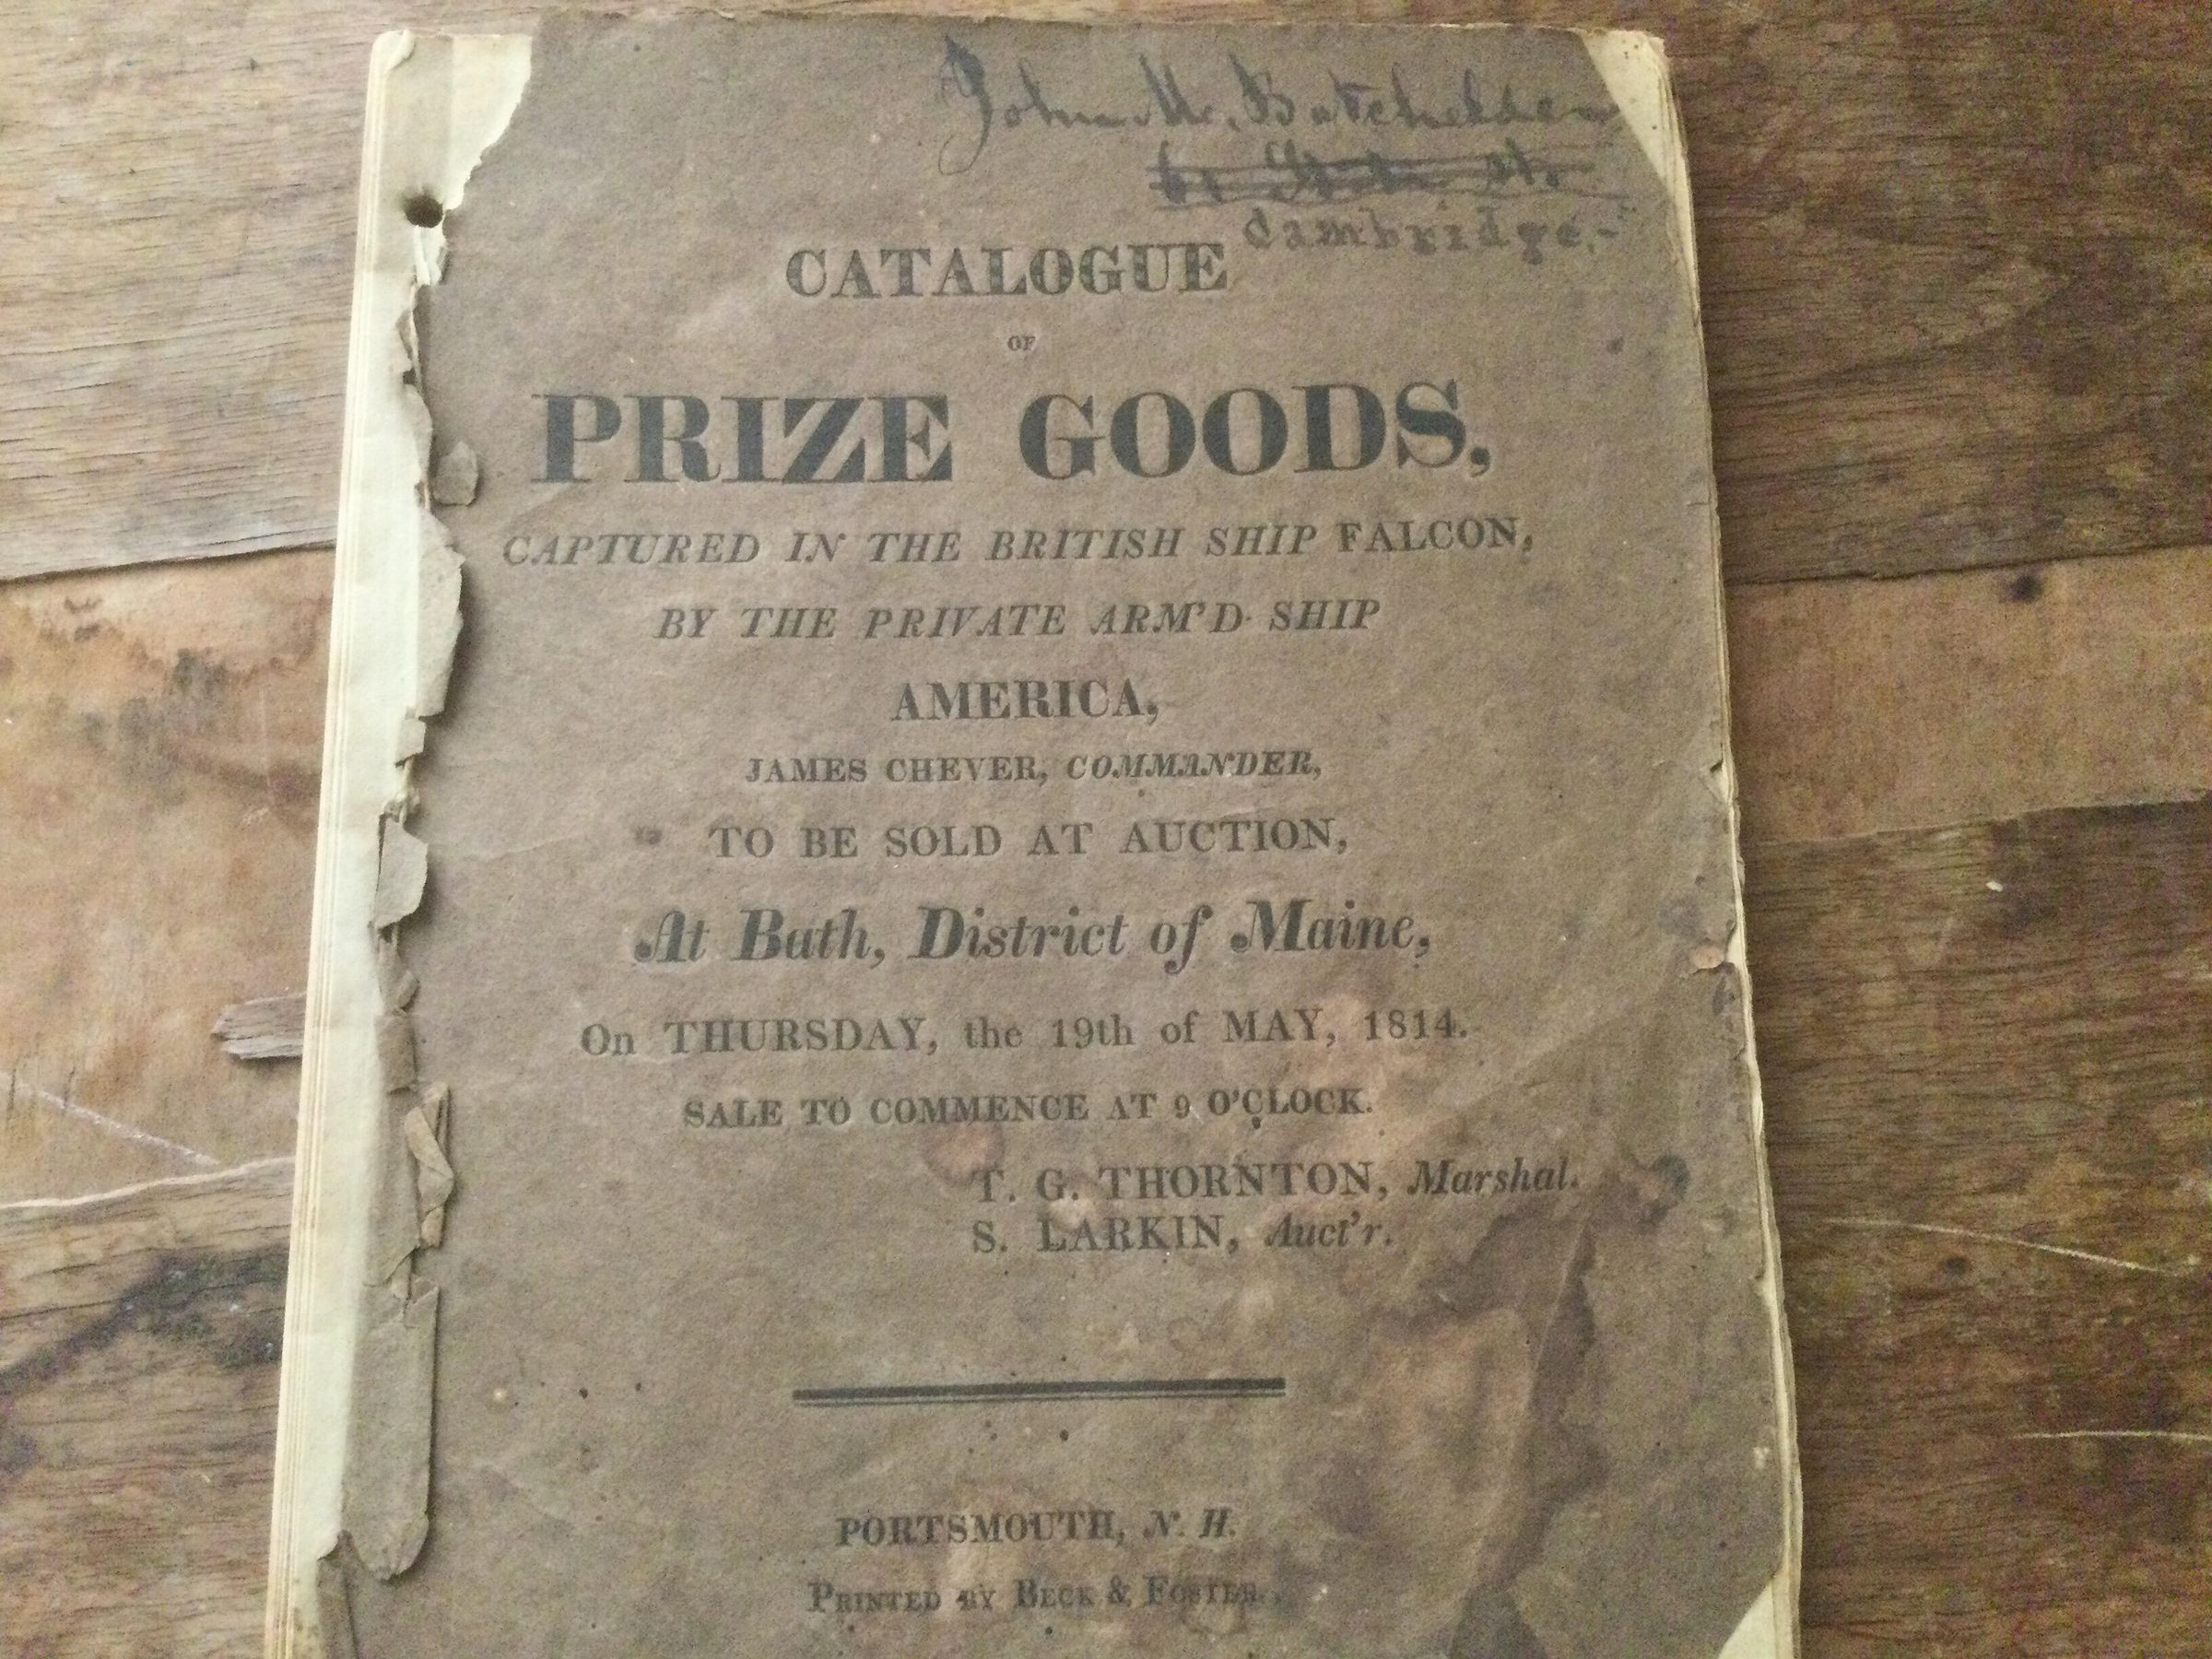 John M. Batchelder
st.
Cambridge.
CATALOGUE
OF
PRIZE GOODS,
CAPTURED IN THE BRITISH SHIP FALCON,
BY THE PRIVATE ARM'D SHIP
AMERICA,
JAMES CHEVER, COMMANDER,
TO BE SOLD AT AUCTION,
At Bath, District of Maine,
On THURSDAY, the 19th of MAY, 1814.
SALE TO COMMENCE AT 9 O'CLOCK.
T. G. THORNTON, Marshal.
S. LARKIN, Auct'r.
PORTSMOUTH, N. H.
PRINTED BY BECK & FOSTER.